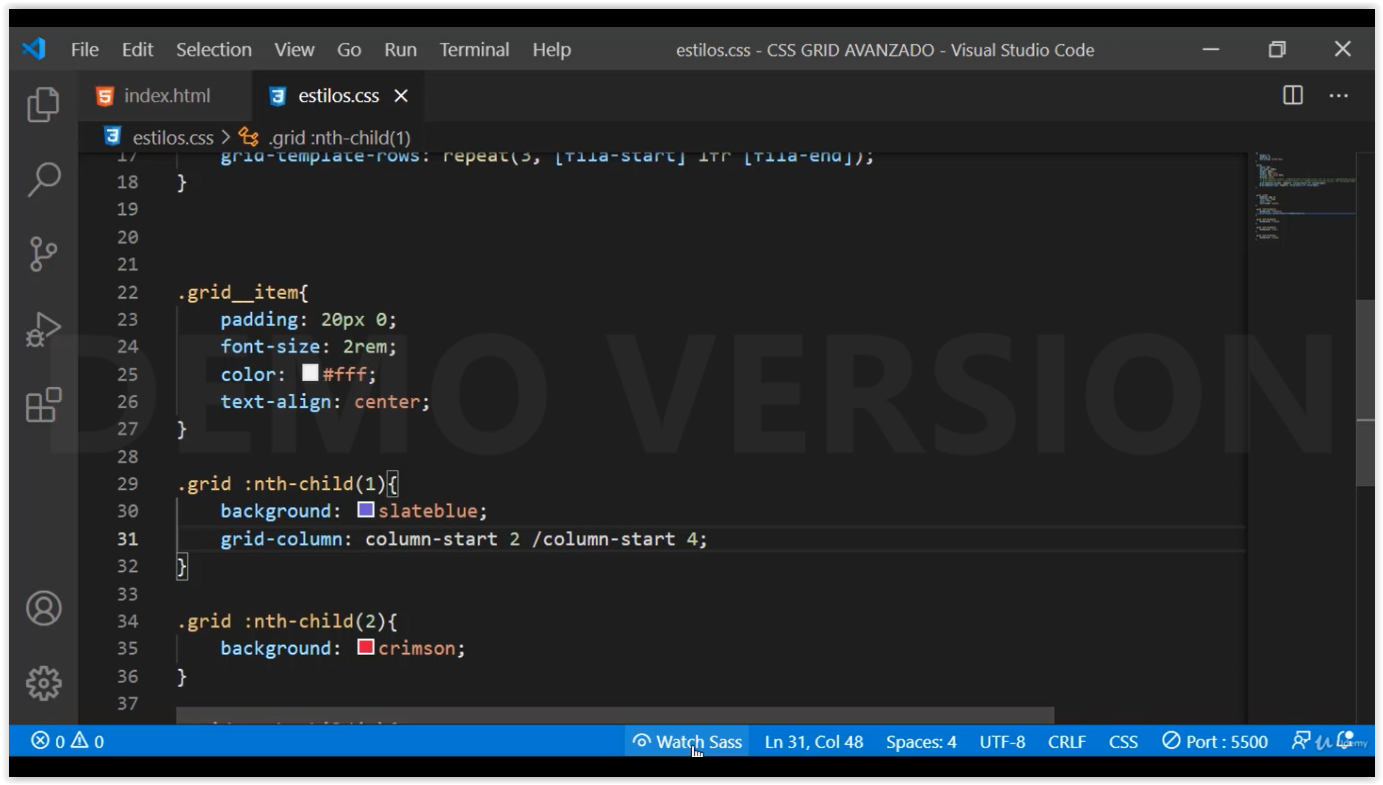 File Edit Selection View Go Run Terminal Help estilos.css - CSS GRID AVANZADO - Visual Studio Code
index.html estilos.css
estilos.css > .grid :nth-child(1)
17 grid-template-rows: repeat(3, [fila-start] 1fr [fila-end]);
18 }
19
20
21
22 .grid__item{
23 padding: 20px 0;
24 font-size: 2rem;
25 color: #fff;
26 text-align: center;
27 }
28
29 .grid :nth-child(1){
30 background: slateblue;
31 grid-column: column-start 2 /column-start 4;
32 }
33
34 .grid :nth-child(2){
35 background: crimson;
36 }
37
DEMO VERSION
0 0 Watch Sass Ln 31, Col 48 Spaces: 4 UTF-8 CRLF CSS Port : 5500